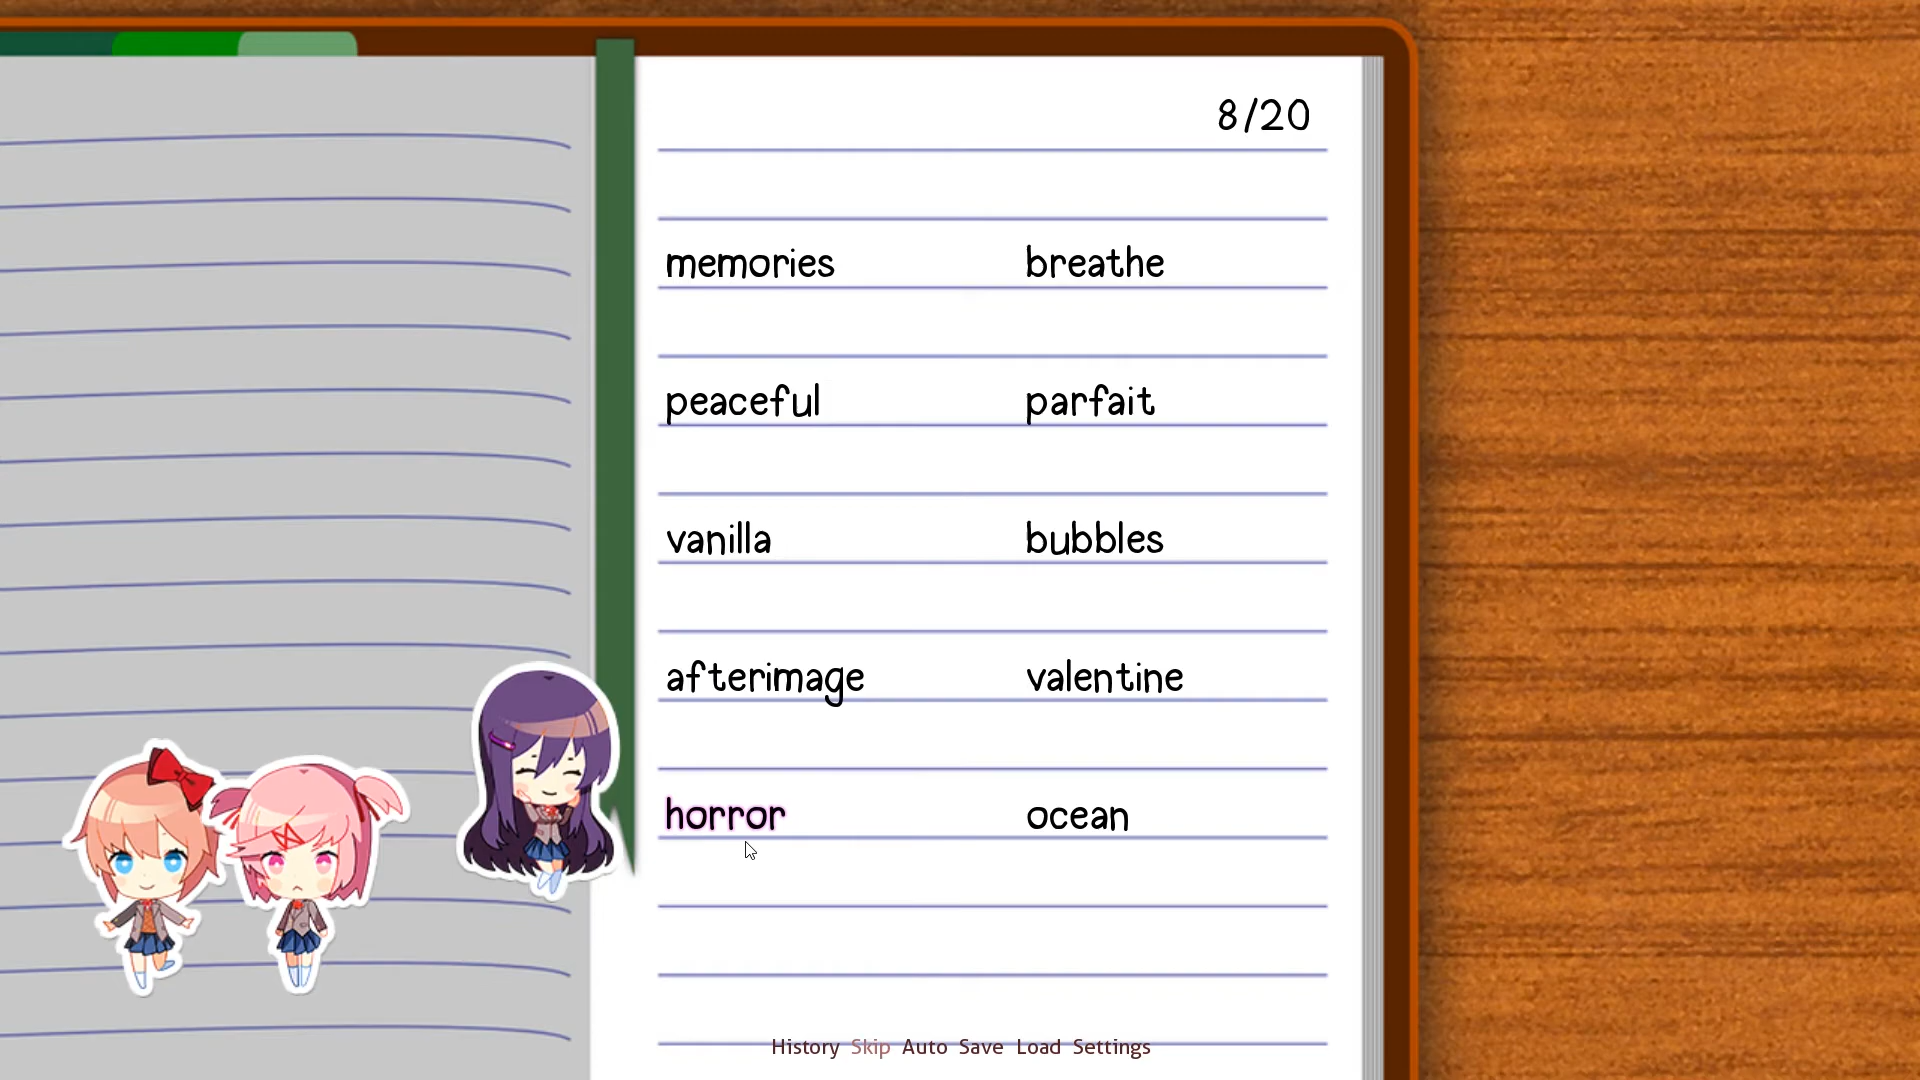 8/20
memories breathe
peaceful parfait
vanilla bubbles
afterimage valentine
horror ocean
History Skip Auto Save Load Settings